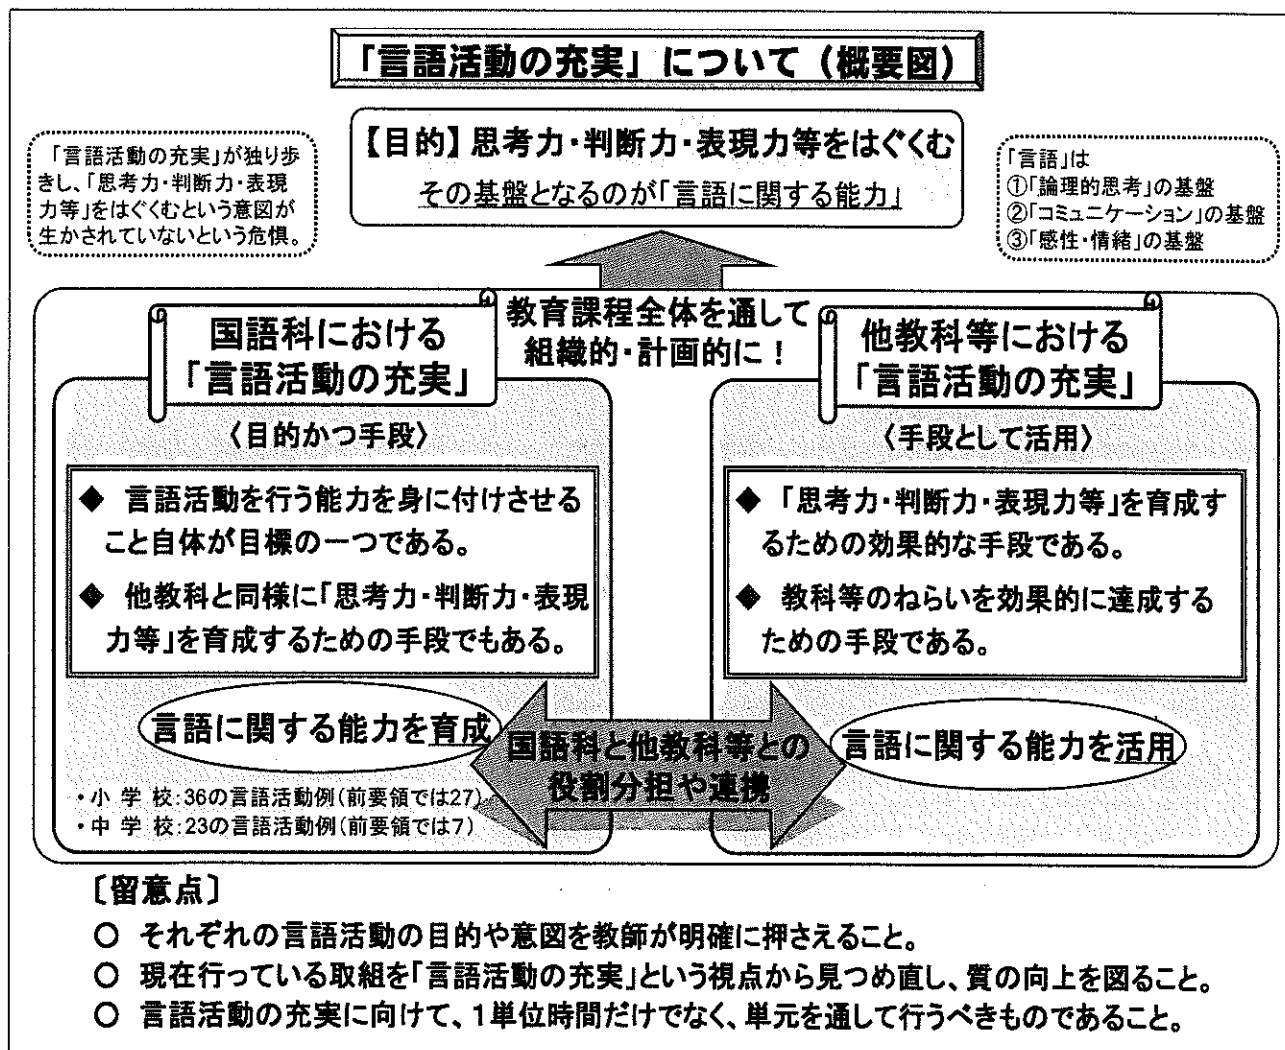 「言語活動の充実」について（概要図）
【目的】思考力・判断力・表現力等をはぐくむ
その基盤となるのが「言語に関する能力」
「言語活動の充実」が独り歩
きし、「思考力・判断力・表現
力等」をはぐくむという意図が
生かされていないという危惧。
「言語」は
①「論理的思考」の基盤
②「コミュニケーション」の基盤
③「感性・情緒」の基盤
教育課程全体を通して
組織的・計画的に！
国語科における
「言語活動の充実」
〈目的かつ手段〉
◆ 言語活動を行う能力を身に付けさせる
こと自体が目標の一つである。
◆ 他教科と同様に「思考力・判断力・表現
力等」を育成するための手段でもある。
言語に関する能力を育成
・小 学 校：36の言語活動例（前要領では27）
・中 学 校：23の言語活動例（前要領では7）
国語科と他教科等との
役割分担や連携
他教科等における
「言語活動の充実」
〈手段として活用〉
◆ 「思考力・判断力・表現力等」を育成す
るための効果的な手段である。
◆ 教科等のねらいを効果的に達成する
ための手段である。
言語に関する能力を活用
〔留意点〕
○ それぞれの言語活動の目的や意図を教師が明確に押さえること。
○ 現在行っている取組を「言語活動の充実」という視点から見つめ直し、質の向上を図ること。
○ 言語活動の充実に向けて、1単位時間だけでなく、単元を通して行うべきものであること。